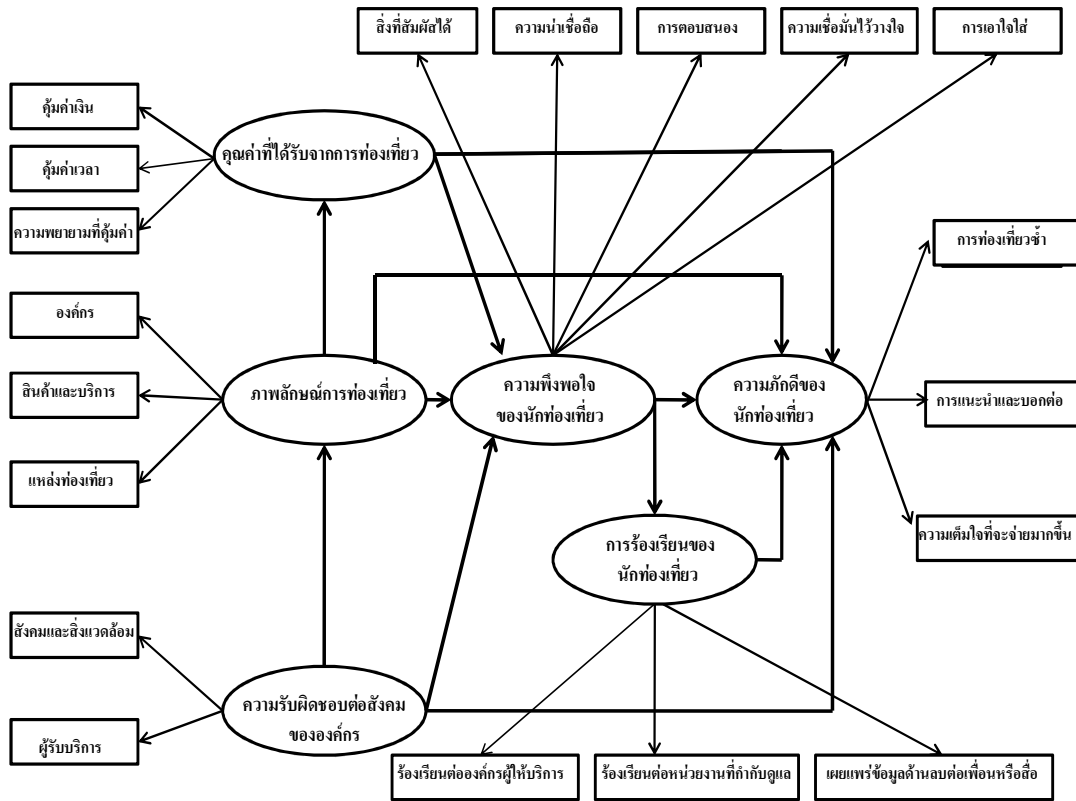 สิ่งที่สัมผัสได้
ความน่าเชื่อถือ
การตอบสนอง
ความเชื่อมั่นไว้วางใจ
การเอาใจใส่
คุ้มค่าเงิน
คุณค่าที่ได้รับจากการท่องเที่ยว
คุ้มค่าเวลา
ความพยายามที่คุ้มค่า
การท่องเที่ยวซ้ำ
องค์กร
สินค้าและบริการ
ภาพลักษณ์การท่องเที่ยว
ความพึงพอใจ
ของนักท่องเที่ยว
ความภักดีของ
นักท่องเที่ยว
การแนะนำและบอกต่อ
แหล่งท่องเที่ยว
การร้องเรียนของ
นักท่องเที่ยว
ความเต็มใจที่จะจ่ายมากขึ้น
สังคมและสิ่งแวดล้อม
ความรับผิดชอบต่อสังคม
ขององค์กร
ผู้รับบริการ
ร้องเรียนต่อองค์กรผู้ให้บริการ
ร้องเรียนต่อหน่วยงานที่กำกับดูแล
เผยแพร่ข้อมูลด้านลบต่อเพื่อนหรือสื่อ